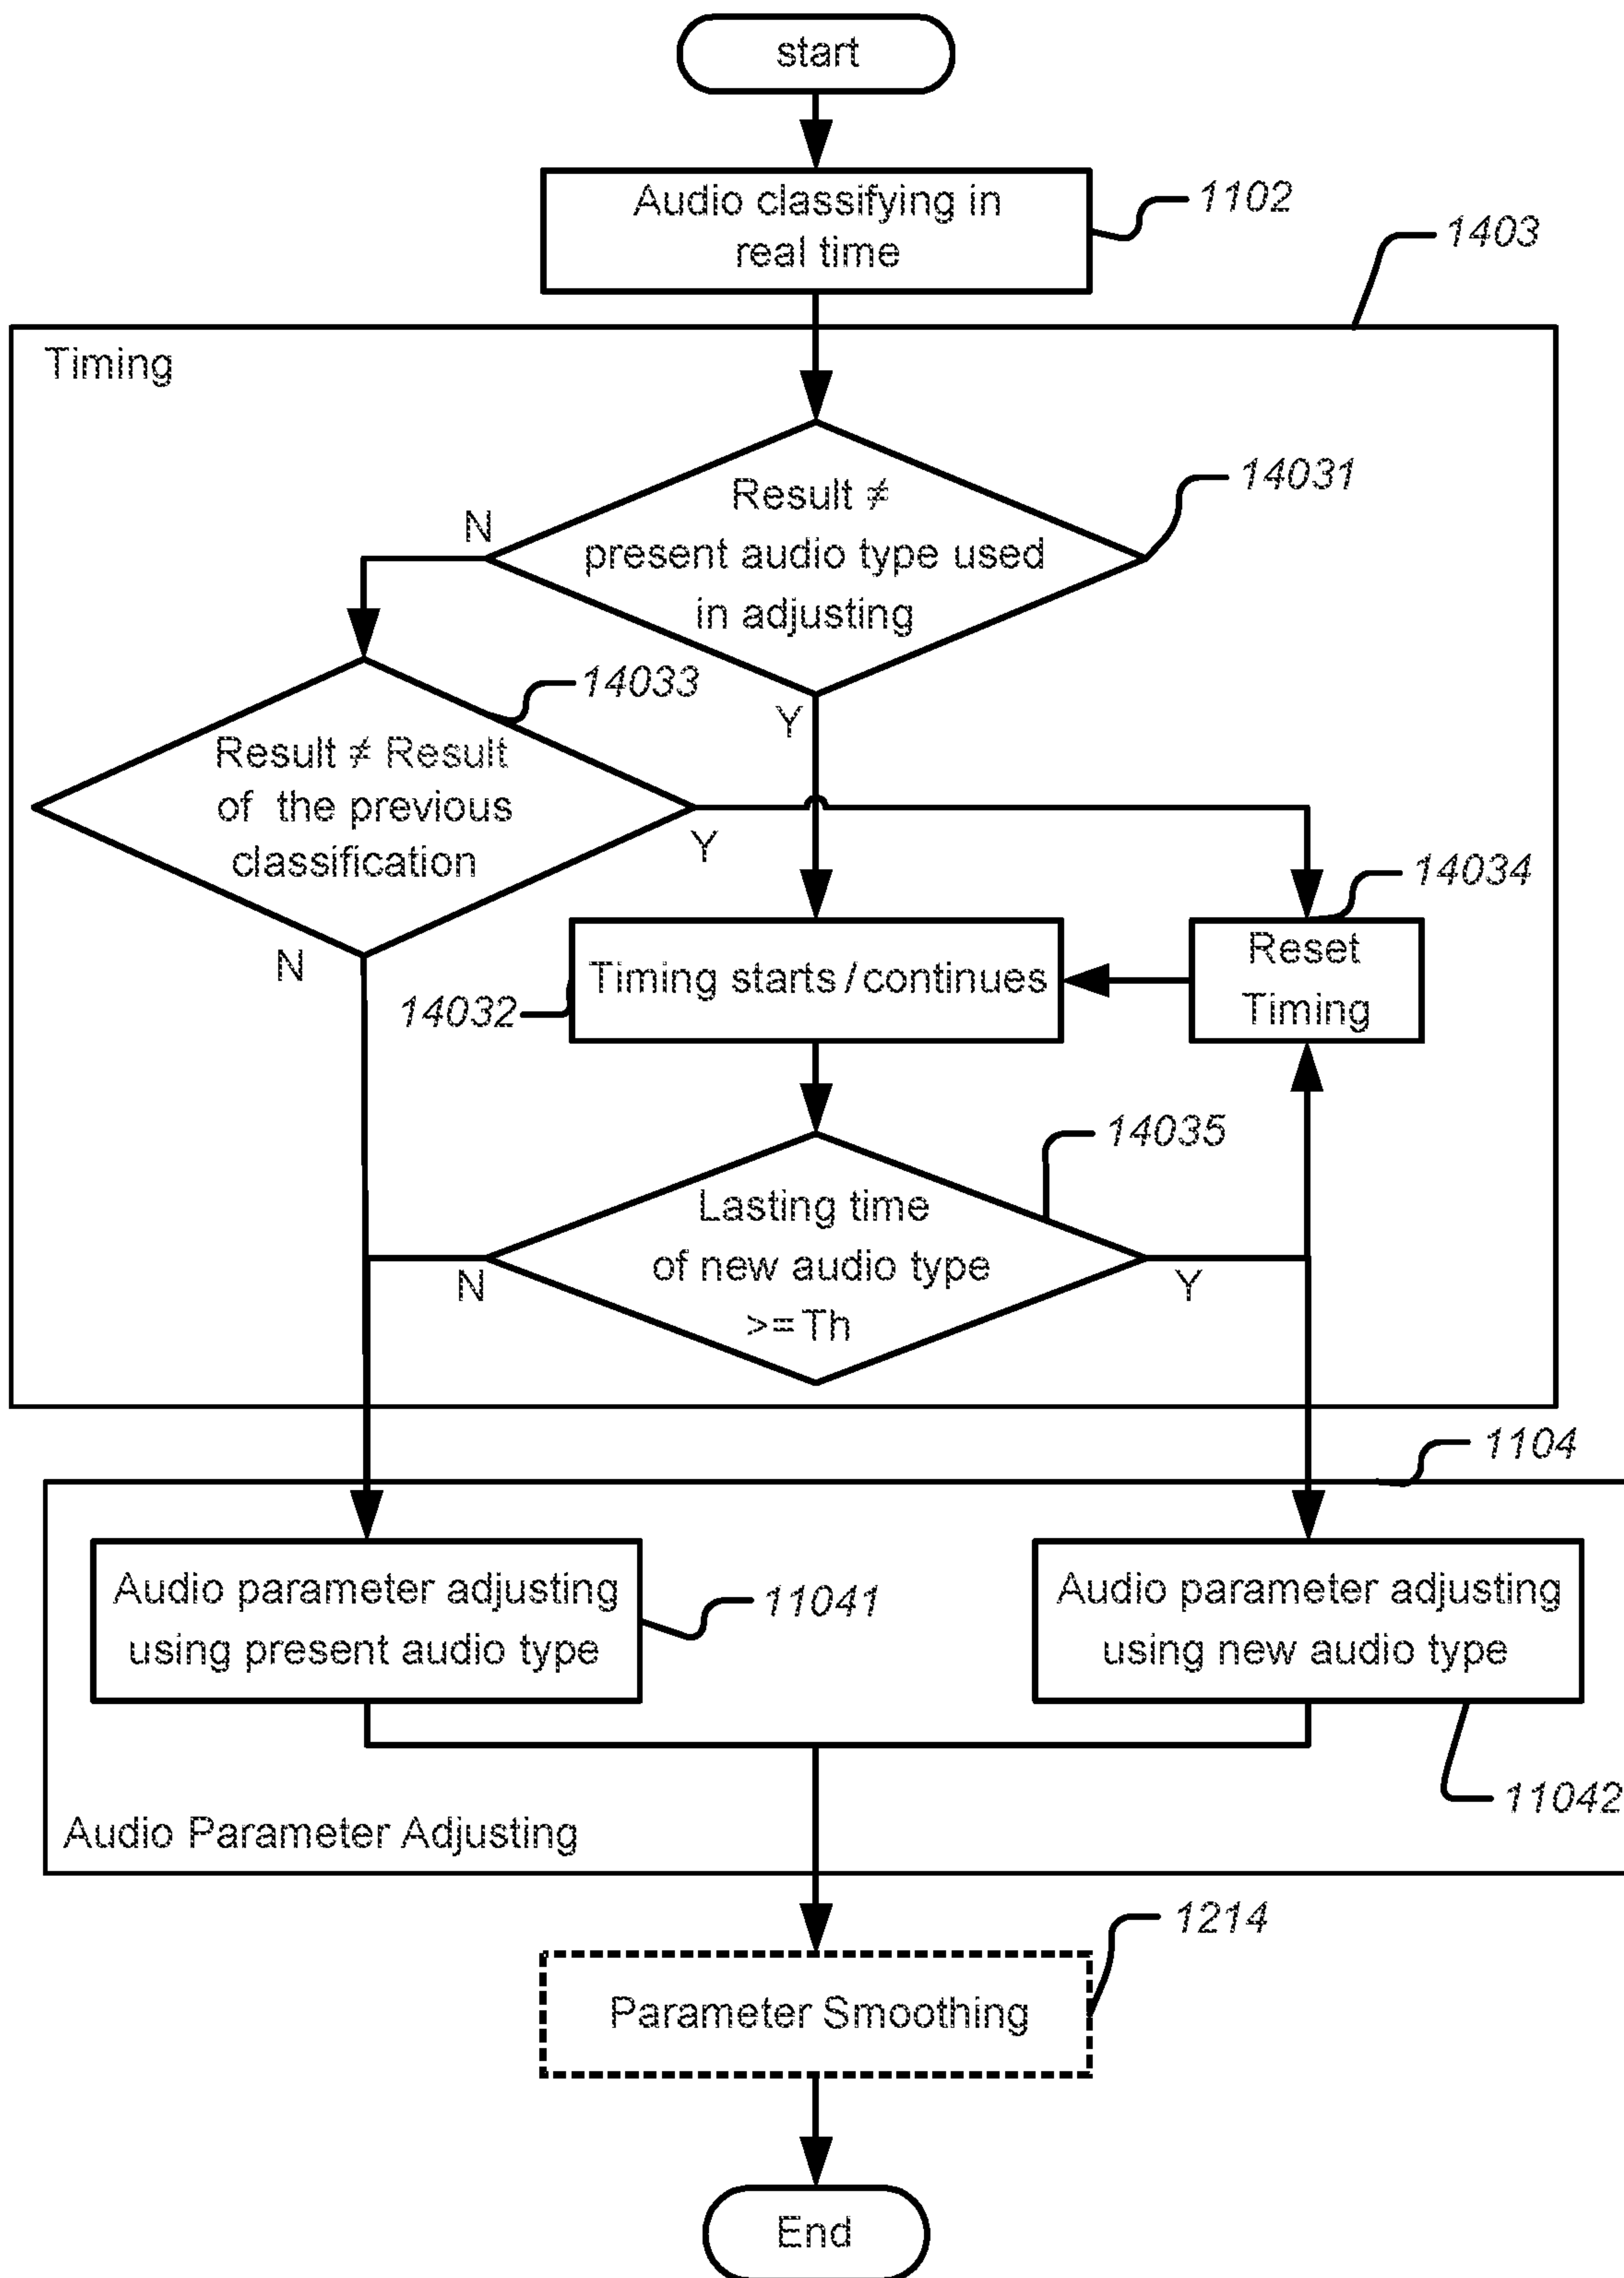 start
Audio classifying in
real time
1102
1403
Timing
Result ≠
present audio type used
in adjusting
14031
N
Y
14033
Result ≠ Result
of the previous
classification
Y
N
14034
Reset
Timing
Timing starts / continues
14032
14035
Lasting time
of new audio type
>= Th
N
Y
1104
Audio parameter adjusting
using present audio type
11041
Audio parameter adjusting
using new audio type
11042
Audio Parameter Adjusting
1214
Parameter Smoothing
End